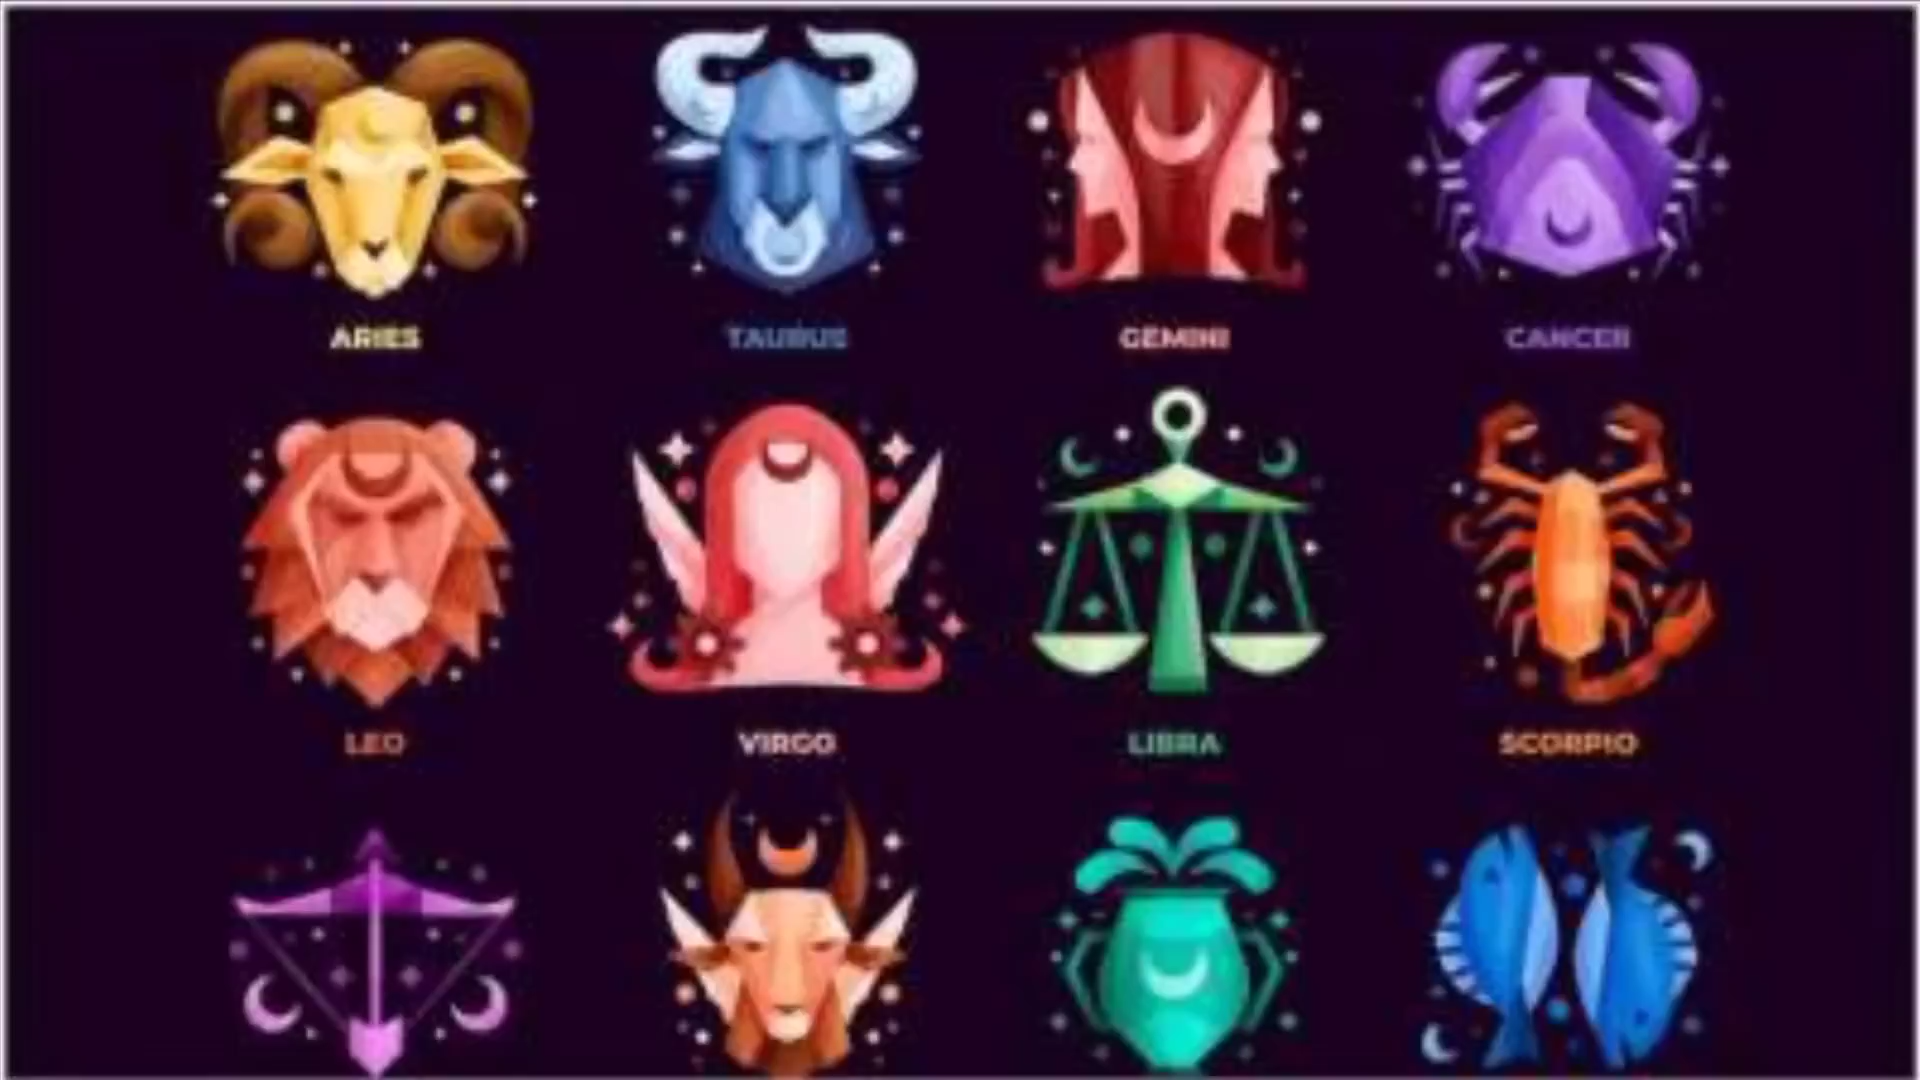 ARIES
TAURUS
GEMINI
CANCER
LEO
VIRGO
LIBRA
SCORPIO